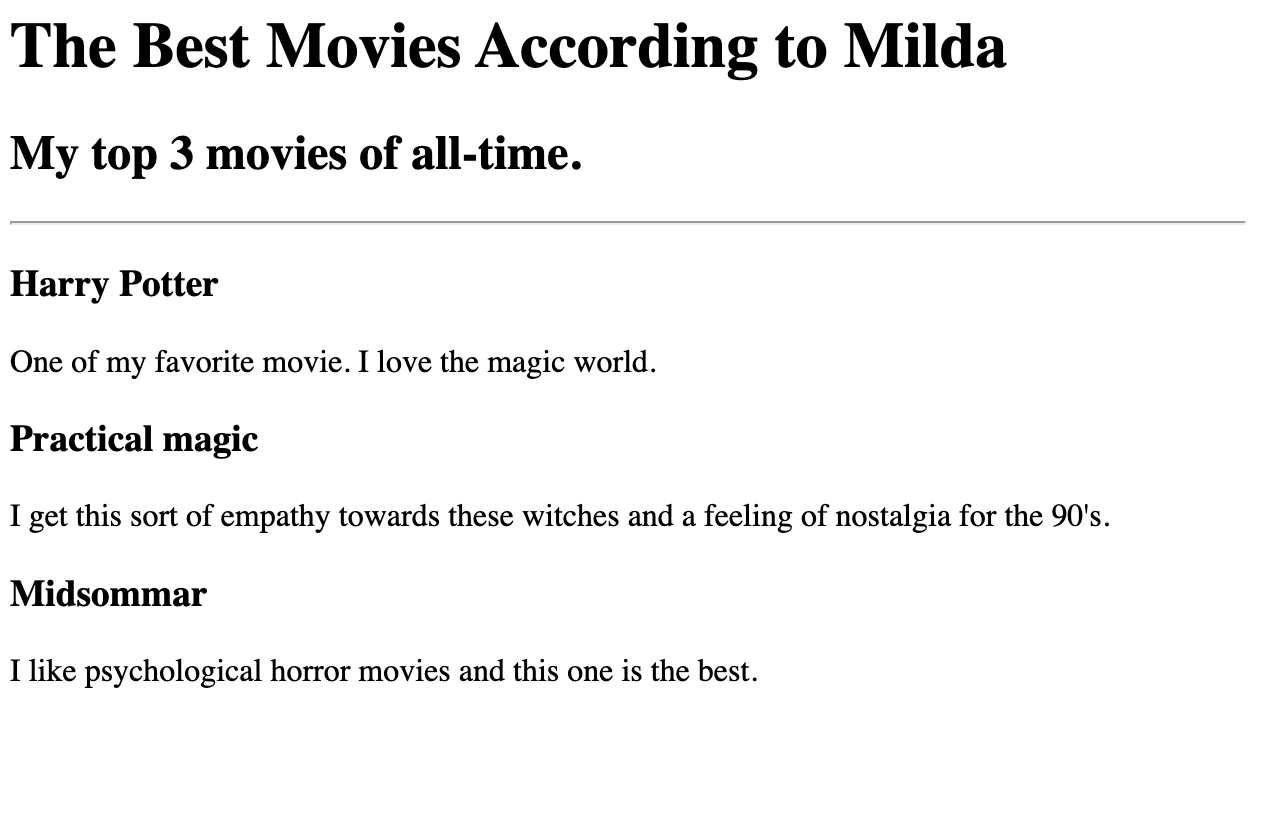 The Best Movies According to Milda
My top 3 movies of all-time.
Harry Potter
One of my favorite movie. I love the magic world.
Practical magic
I get this sort of empathy towards these witches and a feeling of nostalgia for the 90's.
Midsommar
I like psychological horror movies and this one is the best.